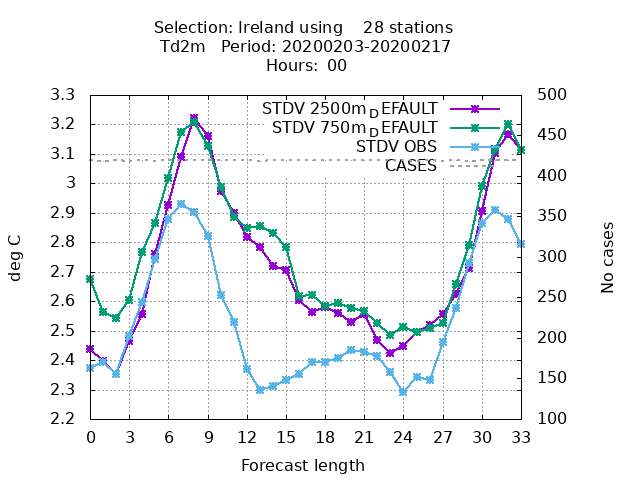 Selection: Ireland using    28 stations
Td2m   Period: 20200203-20200217
Hours:  00
STDV 2500m_DEFAULT
STDV 750m_DEFAULT
STDV OBS
CASES
3.3
3.2
3.1
3
2.9
2.8
2.7
2.6
2.5
2.4
2.3
2.2
deg C
500
450
400
350
300
250
200
150
100
No cases
0 3 6 9 12 15 18 21 24 27 30 33
Forecast length